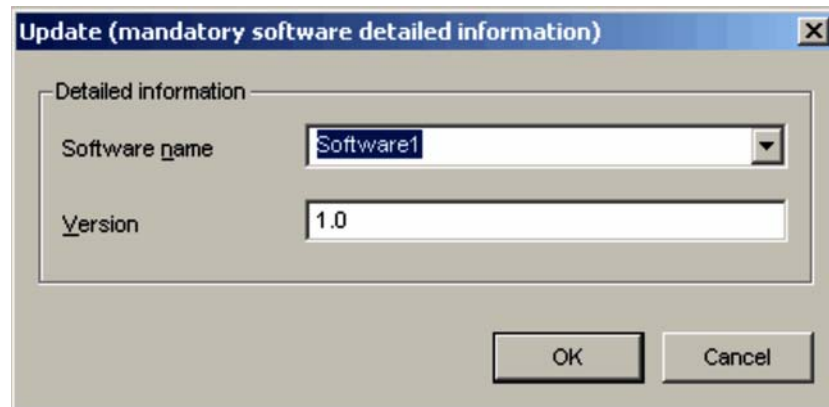 Update (mandatory software detailed information)
Detailed information
Software name
Software1
Version
1.0
OK
Cancel